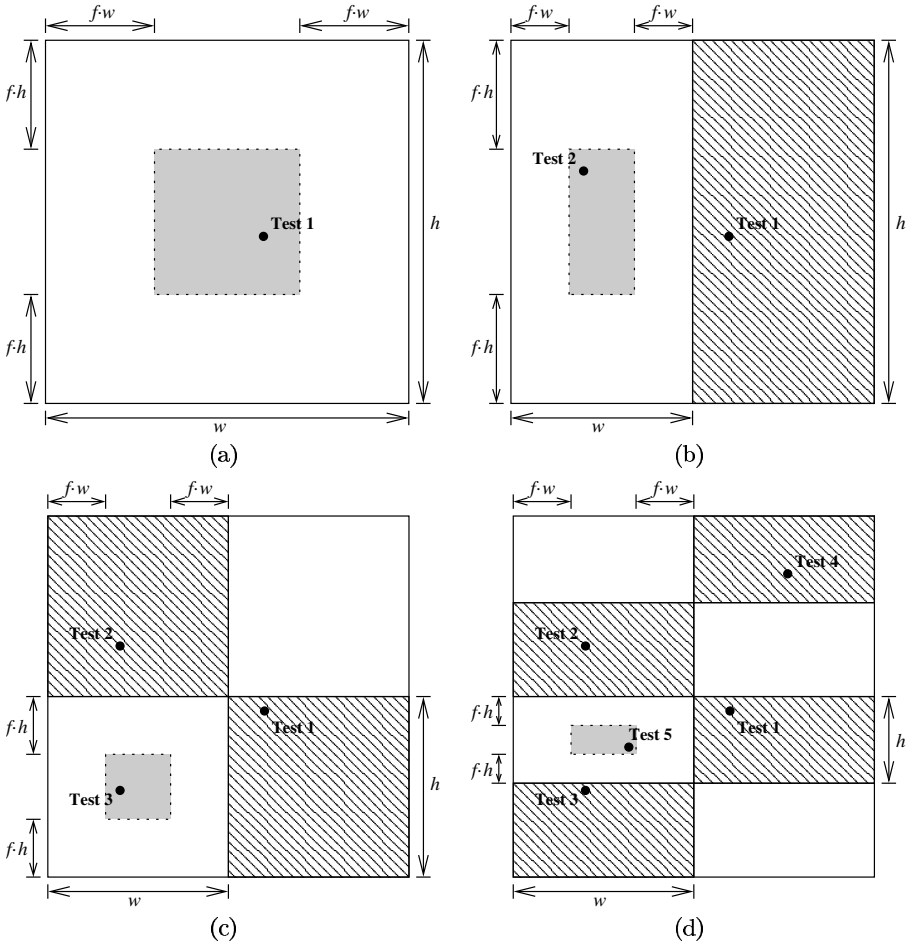 f·w f·w
f·h
Test 1
h
f·h
w
(a)
f·w f·w
f·h
Test 2
Test 1
h
f·h
w
(b)
f·w f·w
Test 2
f·h
Test 1
h
Test 3
f·h
w
(c)
f·w f·w
Test 4
Test 2
f·h
Test 1
Test 5
h
f·h
Test 3
w
(d)